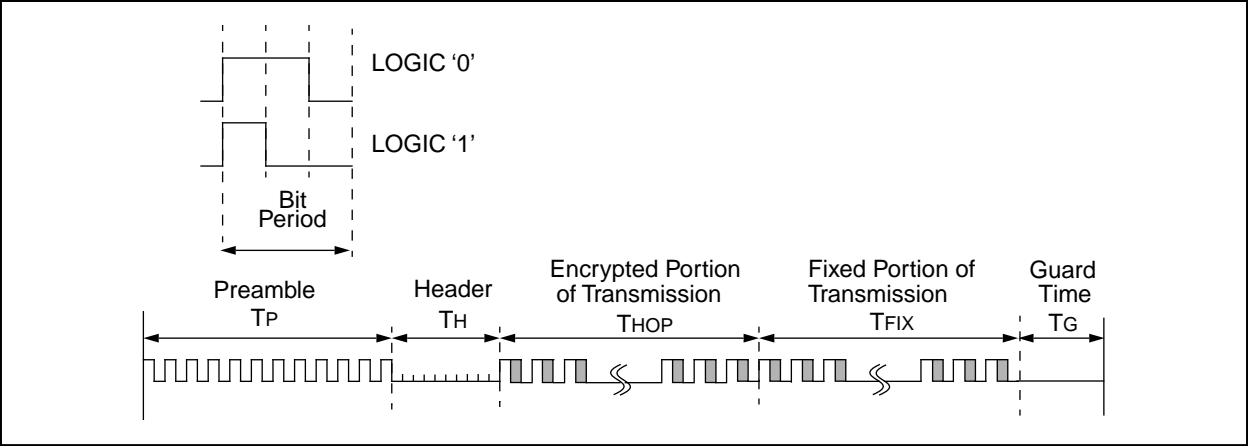 LOGIC ‘0’
LOGIC ‘1’
Bit
Period
Preamble
TP
Header
TH
Encrypted Portion
of Transmission
THOP
Fixed Portion of
Transmission
TFIX
Guard
Time
TG